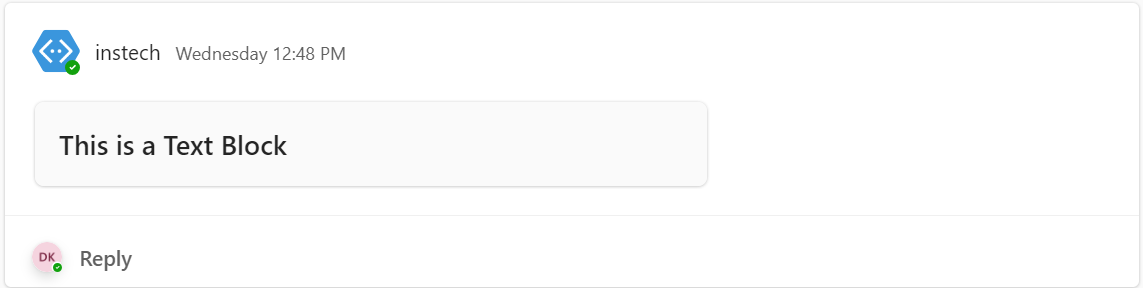 instech Wednesday 12:48 PM
This is a Text Block
DK Reply